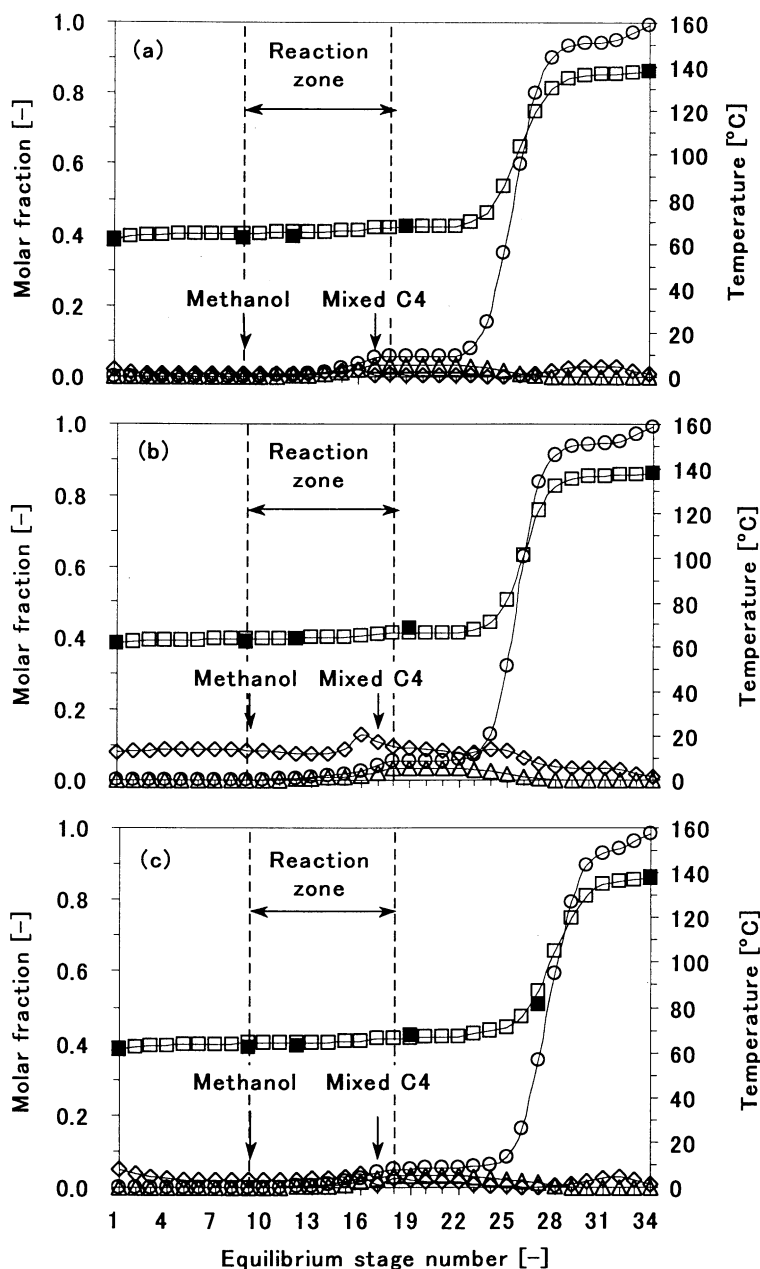 1.0 (a) Reaction zone 160
0.8 140
120
0.6 100
80
0.4 60
Methanol Mixed C4
0.2 40
20
0.0 0
Molar fraction [-]
Temperature [°C]
1.0 (b) Reaction zone 160
0.8 140
120
0.6 100
80
0.4 60
Methanol Mixed C4
0.2 40
20
0.0 0
Molar fraction [-]
Temperature [°C]
1.0 (c) Reaction zone 160
0.8 140
120
0.6 100
80
0.4 60
Methanol Mixed C4
0.2 40
20
0.0 0
Molar fraction [-]
Temperature [°C]
1 4 7 10 13 16 19 22 25 28 31 34
Equilibrium stage number [-]